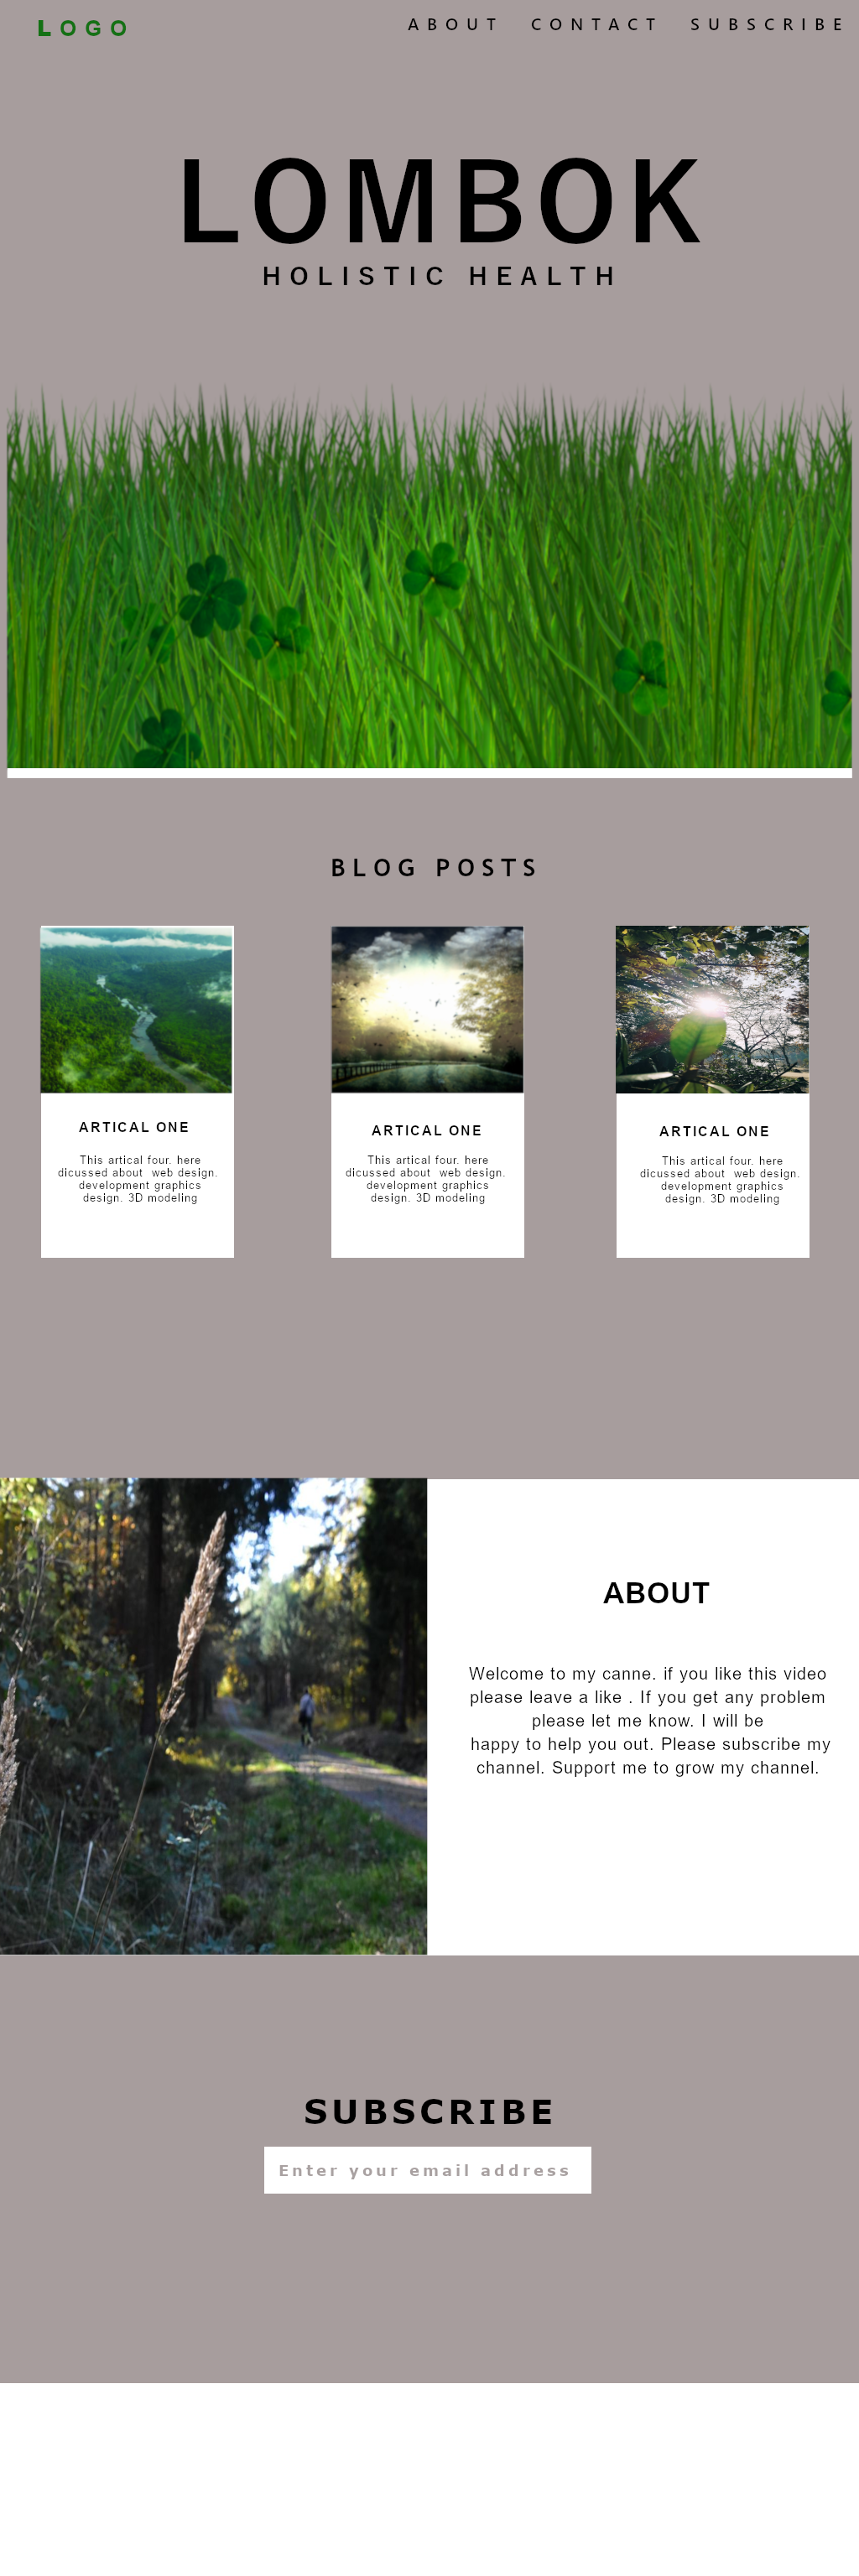 LOGO
ABOUT CONTACT SUBSCRIBE
LOMBOK
HOLISTIC HEALTH
BLOG POSTS
ARTICAL ONE
This artical four. here
dicussed about web design.
development graphics
design. 3D modeling
ARTICAL ONE
This artical four. here
dicussed about web design.
development graphics
design. 3D modeling
ARTICAL ONE
This artical four. here
dicussed about web design.
development graphics
design. 3D modeling
ABOUT
Welcome to my canne. if you like this video
please leave a like . If you get any problem
please let me know. I will be
happy to help you out. Please subscribe my
channel. Support me to grow my channel.
SUBSCRIBE
Enter your email address